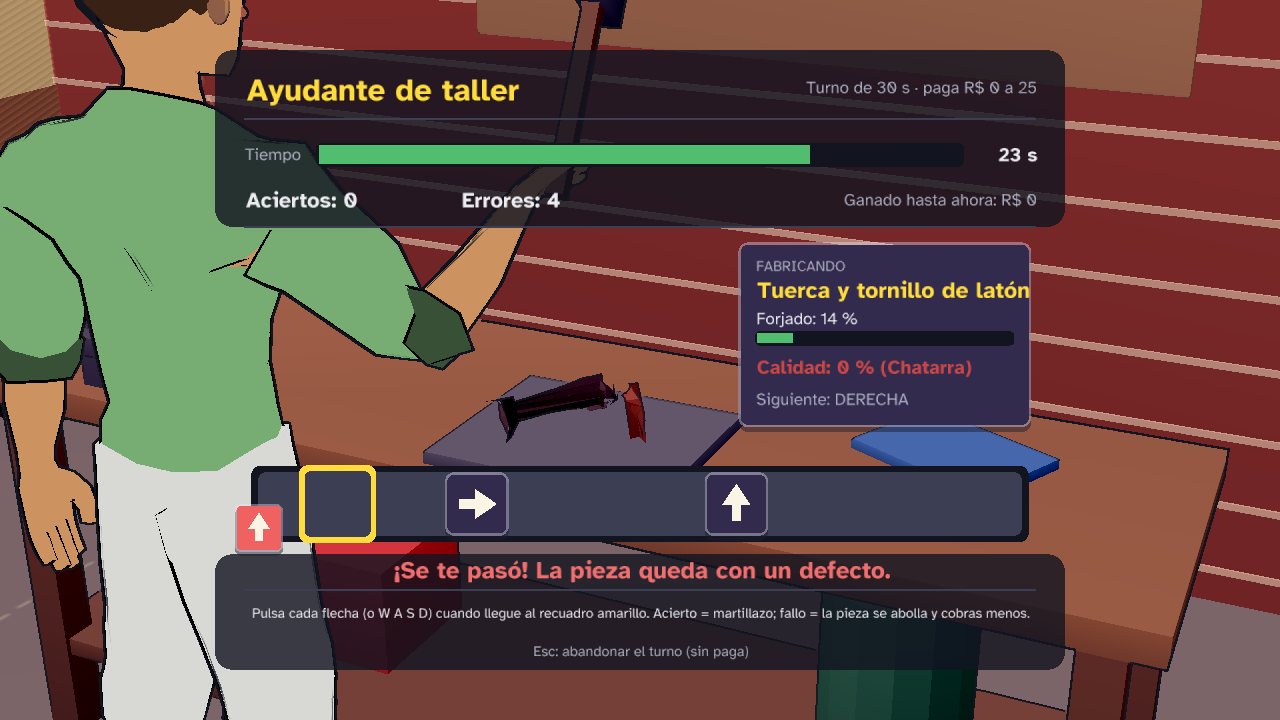 Ayudante de taller
Turno de 30 s · paga R$ 0 a 25
Tiempo
23 s
Aciertos: 0
Errores: 4
Ganado hasta ahora: R$ 0
FABRICANDO
Tuerca y tornillo de latón
Forjado: 14 %
Calidad: 0 % (Chatarra)
Siguiente: DERECHA
¡Se te pasó! La pieza queda con un defecto.
Pulsa cada flecha (o W A S D) cuando llegue al recuadro amarillo. Acierto = martillazo; fallo = la pieza se abolla y cobras menos.
Esc: abandonar el turno (sin paga)